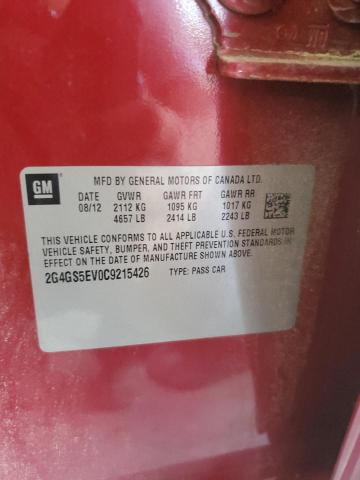 GM
MFD BY GENERAL MOTORS OF CANADA LTD.
DATE GVWR GAWR FRT GAWR RR
08/12 2112 KG 1095 KG 1017 KG
4657 LB 2414 LB 2243 LB
THIS VEHICLE CONFORMS TO ALL APPLICABLE U.S. FEDERAL MOTOR
VEHICLE SAFETY, BUMPER, AND THEFT PREVENTION STANDARDS IN
EFFECT ON THE DATE OF MANUFACTURE SHOWN ABOVE.
2G4GS5EV0C9215426 TYPE: PASS CAR